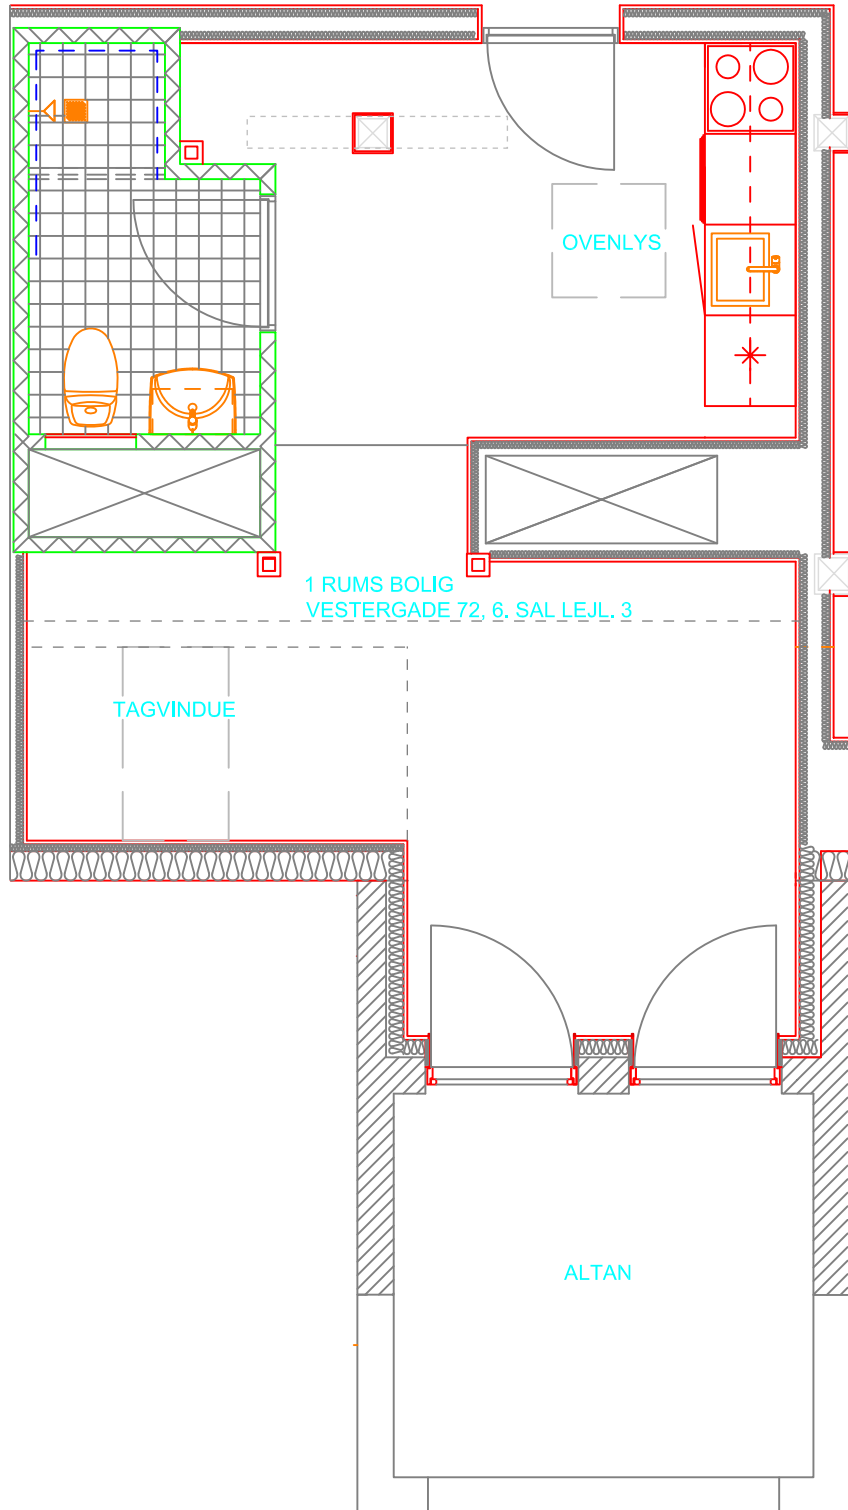 OVENLYS
1 RUMS BOLIG
VESTERGADE 72, 6. SAL LEJL. 3
TAGVINDUE
ALTAN